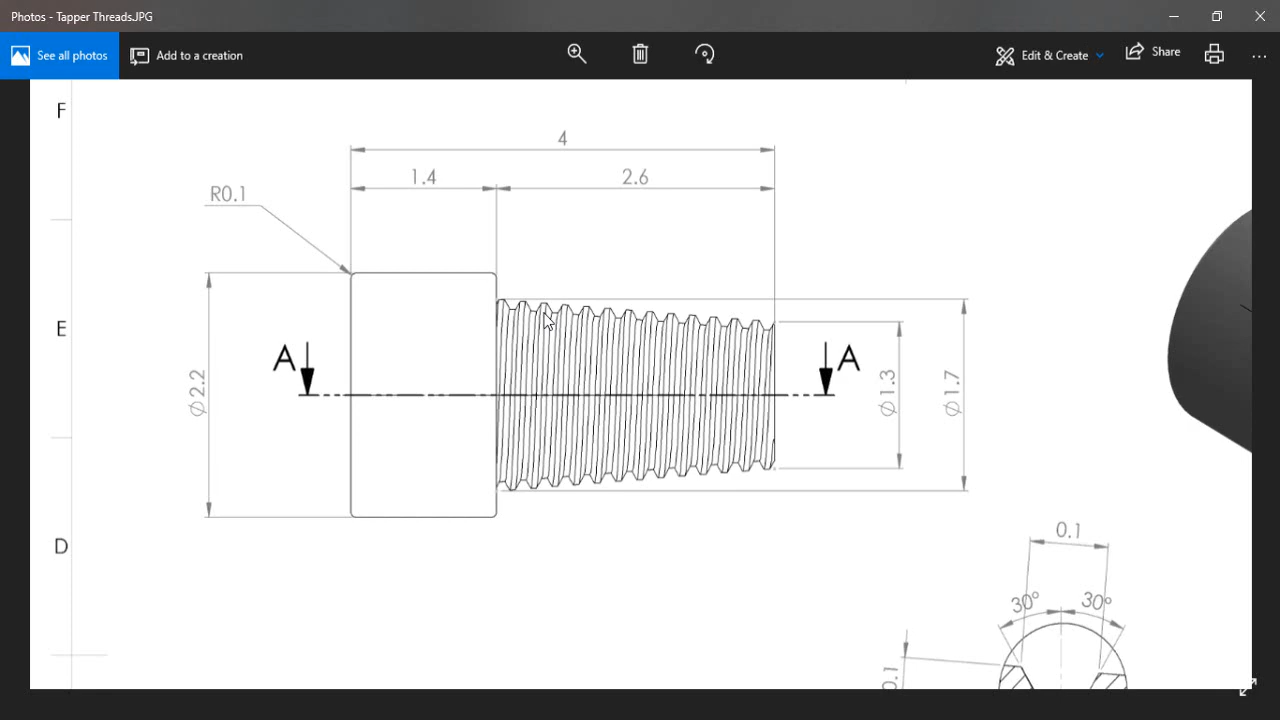 Photos - Tapper Threads.JPG
See all photos
Add to a creation
Edit & Create
Share
F
4
1.4
2.6
R0.1
E
A
A
⌀2.2
⌀1.3
⌀1.7
D
0.1
30°
30°
0.1